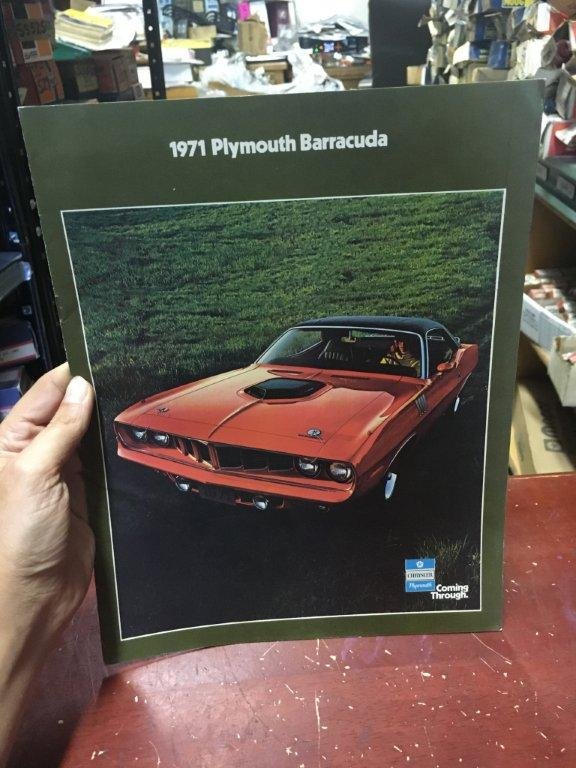 1971 Plymouth Barracuda
CHRYSLER
Plymouth
Coming
Through.